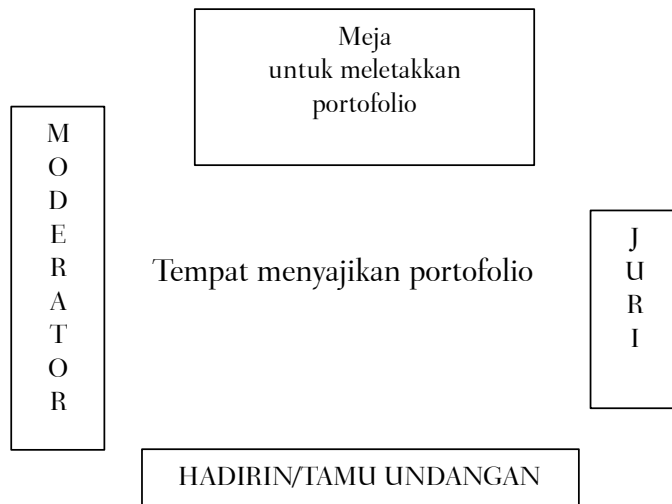 Meja
untuk meletakkan
portofolio
M
O
D
E
R
A
T
O
R
Tempat menyajikan portofolio
J
U
R
I
HADIRIN/TAMU UNDANGAN